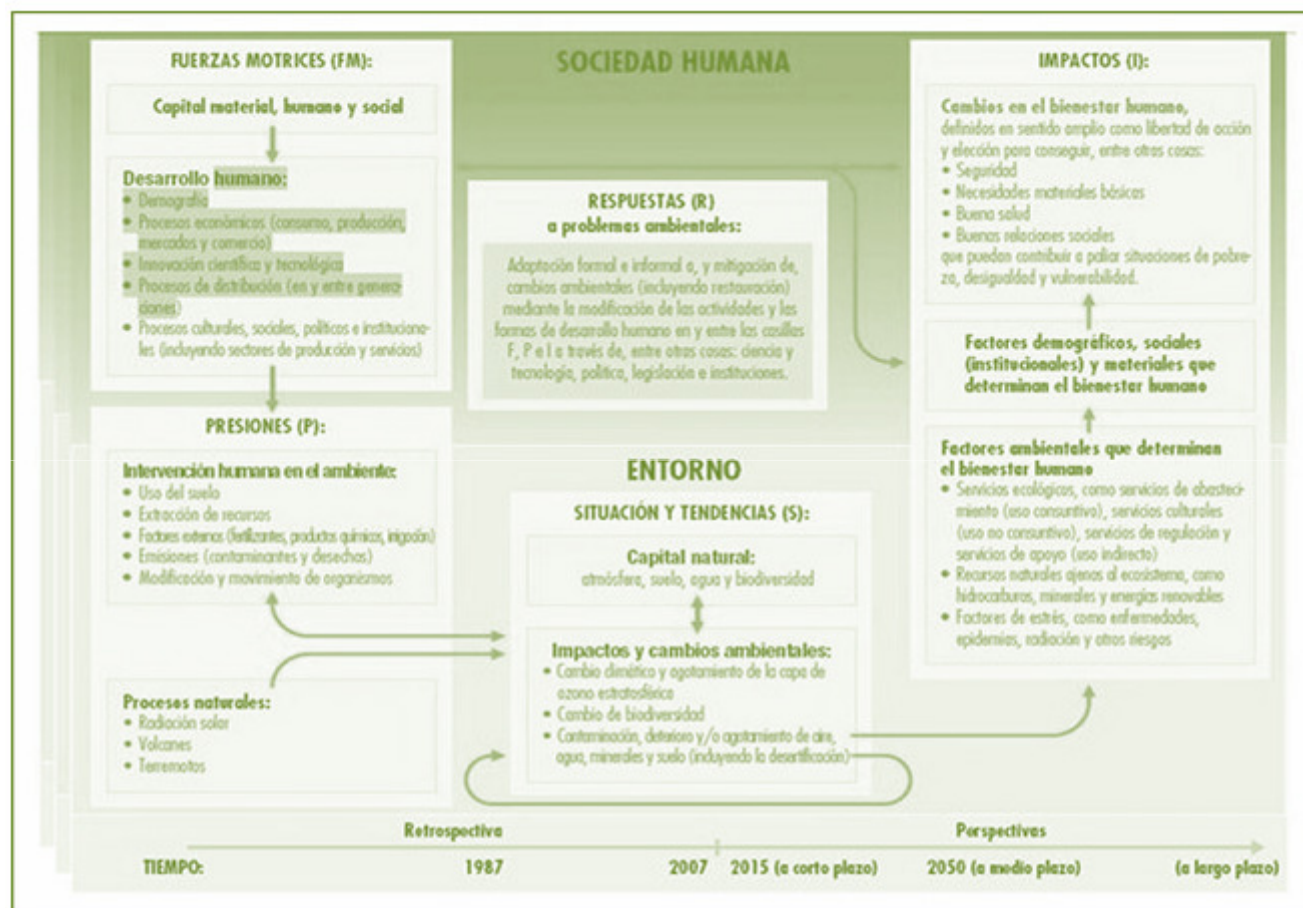 SOCIEDAD HUMANA
FUERZAS MOTRICES (FM):
Capital material, humano y social
Desarrollo humano:
• Demografía
• Procesos económicos (consumo, producción,
mercados y comercio)
• Innovación científica y tecnológica
• Procesos de distribución (en y entre genera-
ciones)
• Procesos culturales, sociales, políticos e instituciona-
les (incluyendo sectores de producción y servicios)
PRESIONES (P):
Intervención humana en el ambiente:
• Uso del suelo
• Extracción de recursos
• Factores externos (fertilizantes, productos químicos, irrigación)
• Emisiones (contaminantes y desechos)
• Modificación y movimiento de organismos
Procesos naturales:
• Radiación solar
• Volcanes
• Terremotos
RESPUESTAS (R)
a problemas ambientales:
Adaptación formal e informal a, y mitigación de,
cambios ambientales (incluyendo restauración)
mediante la modificación de las actividades y las
formas de desarrollo humano en y entre las casillas
F, P e I a través de, entre otras cosas: ciencia y
tecnología, política, legislación e instituciones.
ENTORNO
SITUACIÓN Y TENDENCIAS (S):
Capital natural:
atmósfera, suelo, agua y biodiversidad
Impactos y cambios ambientales:
• Cambio climático y agotamiento de la capa de
ozono estratosférica
• Cambio de biodiversidad
• Contaminación, deterioro y/o agotamiento de aire,
agua, minerales y suelo (incluyendo la desertificación)
IMPACTOS (I):
Cambios en el bienestar humano,
definidos en sentido amplio como libertad de acción
y elección para conseguir, entre otras cosas:
• Seguridad
• Necesidades materiales básicas
• Buena salud
• Buenas relaciones sociales
que puedan contribuir a paliar situaciones de pobre-
za, desigualdad y vulnerabilidad.
Factores demográficos, sociales
(institucionales) y materiales que
determinan el bienestar humano
Factores ambientales que determinan
el bienestar humano
• Servicios ecológicos, como servicios de abasteci-
miento (uso consuntivo), servicios culturales
(uso no consuntivo), servicios de regulación y
servicios de apoyo (uso indirecto)
• Recursos naturales ajenos al ecosistema, como
hidrocarburos, minerales y energías renovables
• Factores de estrés, como enfermedades,
epidemias, radiación y otros riesgos
Retrospectiva Perspectivas
TIEMPO: 1987 2007 2015 (a corto plazo) 2050 (a medio plazo) (a largo plazo)